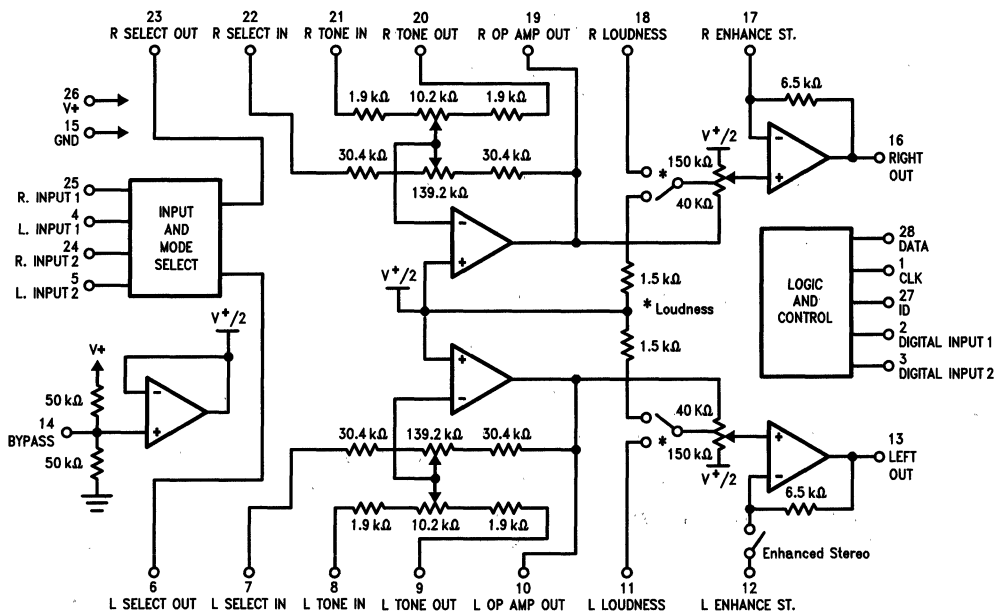 23
R SELECT OUT
22
R SELECT IN
21
R TONE IN
20
R TONE OUT
19
R OP AMP OUT
18
R LOUDNESS
17
R ENHANCE ST.
26
V+
15
GND
1.9 kΩ
10.2 kΩ
1.9 kΩ
6.5 kΩ
30.4 kΩ
30.4 kΩ
139.2 kΩ
V+/2
*
150 kΩ
40 KΩ
-
+
16
RIGHT
OUT
25
R. INPUT 1
4
L. INPUT 1
24
R. INPUT 2
5
L. INPUT 2
INPUT
AND
MODE
SELECT
-
+
V+/2
1.5 kΩ
* Loudness
1.5 kΩ
LOGIC
AND
CONTROL
28
DATA
1
CLK
27
ID
2
DIGITAL INPUT 1
3
DIGITAL INPUT 2
V+/2
V+
50 kΩ
14
BYPASS
50 kΩ
-
+
+
-
30.4 kΩ
139.2 kΩ
30.4 kΩ
40 KΩ
*
150 kΩ
V+/2
+
-
13
LEFT
OUT
6.5 kΩ
1.9 kΩ
10.2 kΩ
1.9 kΩ
Enhanced Stereo
6
L SELECT OUT
7
L SELECT IN
8
L TONE IN
9
L TONE OUT
10
L OP AMP OUT
11
L LOUDNESS
12
L ENHANCE ST.